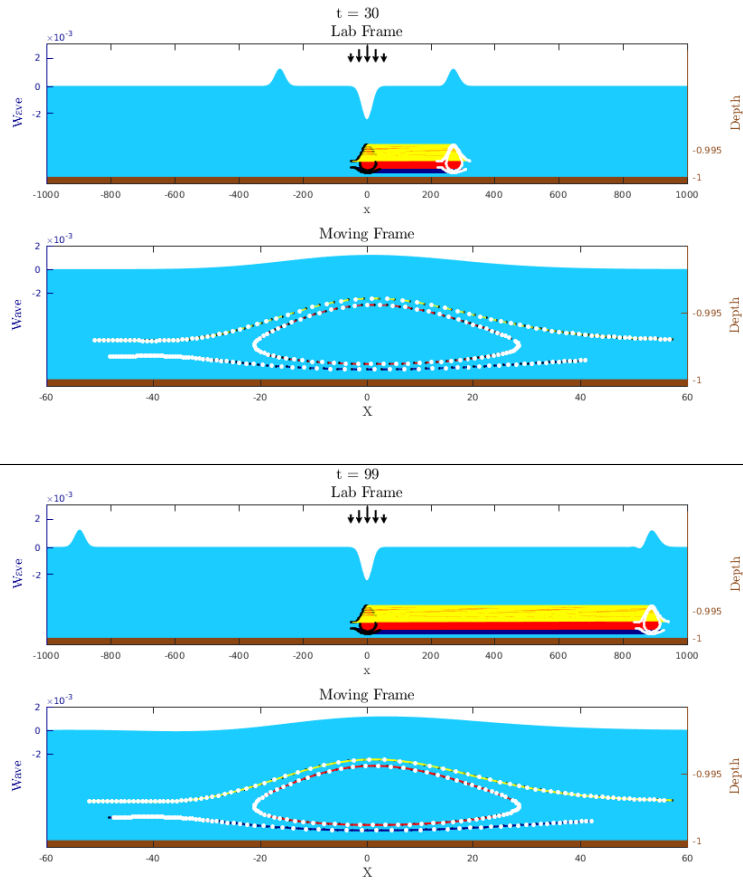 t = 30
Lab Frame
×10⁻³
2
0
-2
Wave
-0.995
-1
Depth
-1000 -800 -600 -400 -200 0 200 400 600 800 1000
x
Moving Frame
×10⁻³
2
0
-2
Wave
-0.995
-1
Depth
-60 -40 -20 0 20 40 60
X
t = 99
Lab Frame
×10⁻³
2
0
-2
Wave
-0.995
-1
Depth
-1000 -800 -600 -400 -200 0 200 400 600 800 1000
x
Moving Frame
×10⁻³
2
0
-2
Wave
-0.995
-1
Depth
-60 -40 -20 0 20 40 60
X